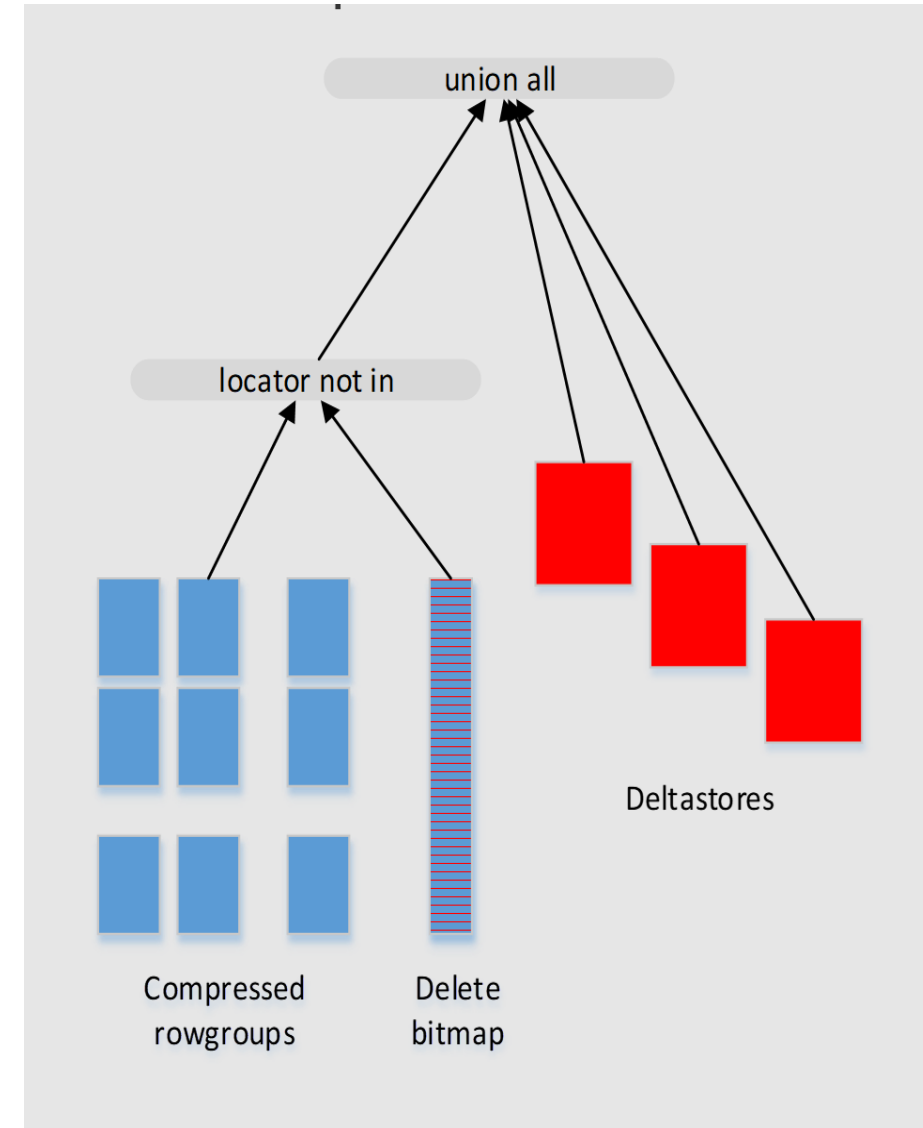 union all
locator not in
Deltastores
Compressed
rowgroups
Delete
bitmap